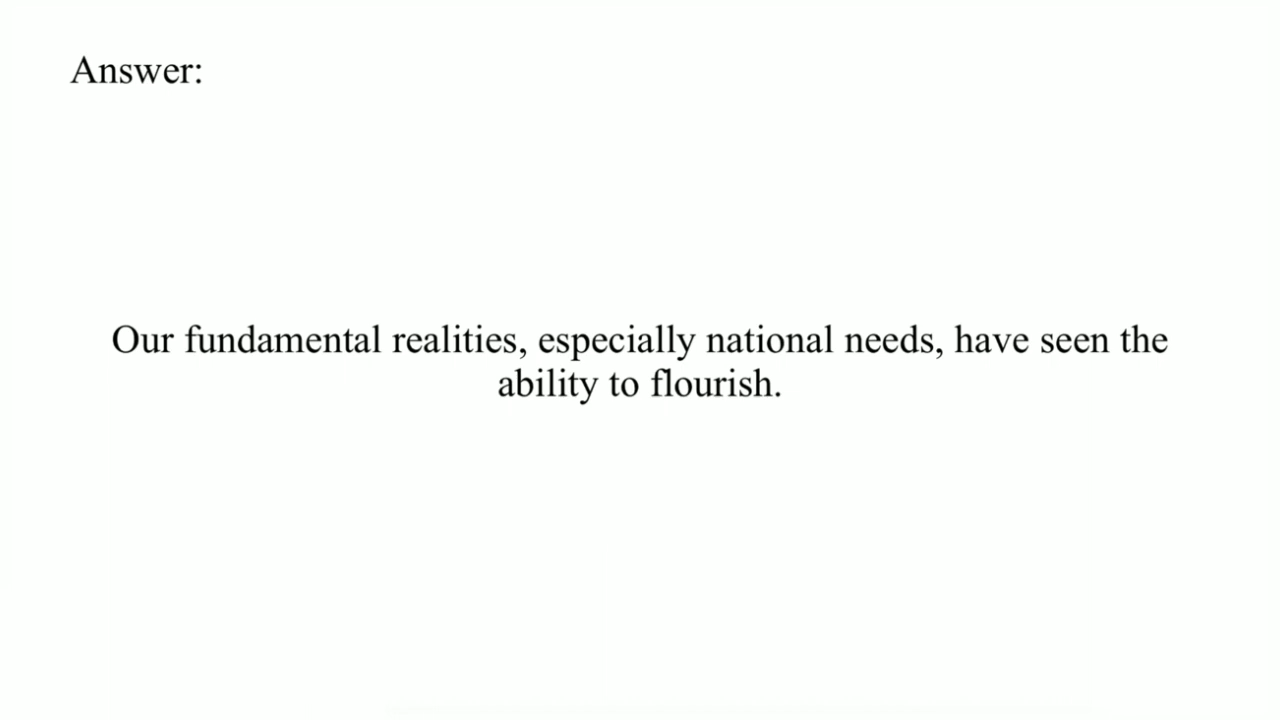 Answer:
Our fundamental realities, especially national needs, have seen the
ability to flourish.